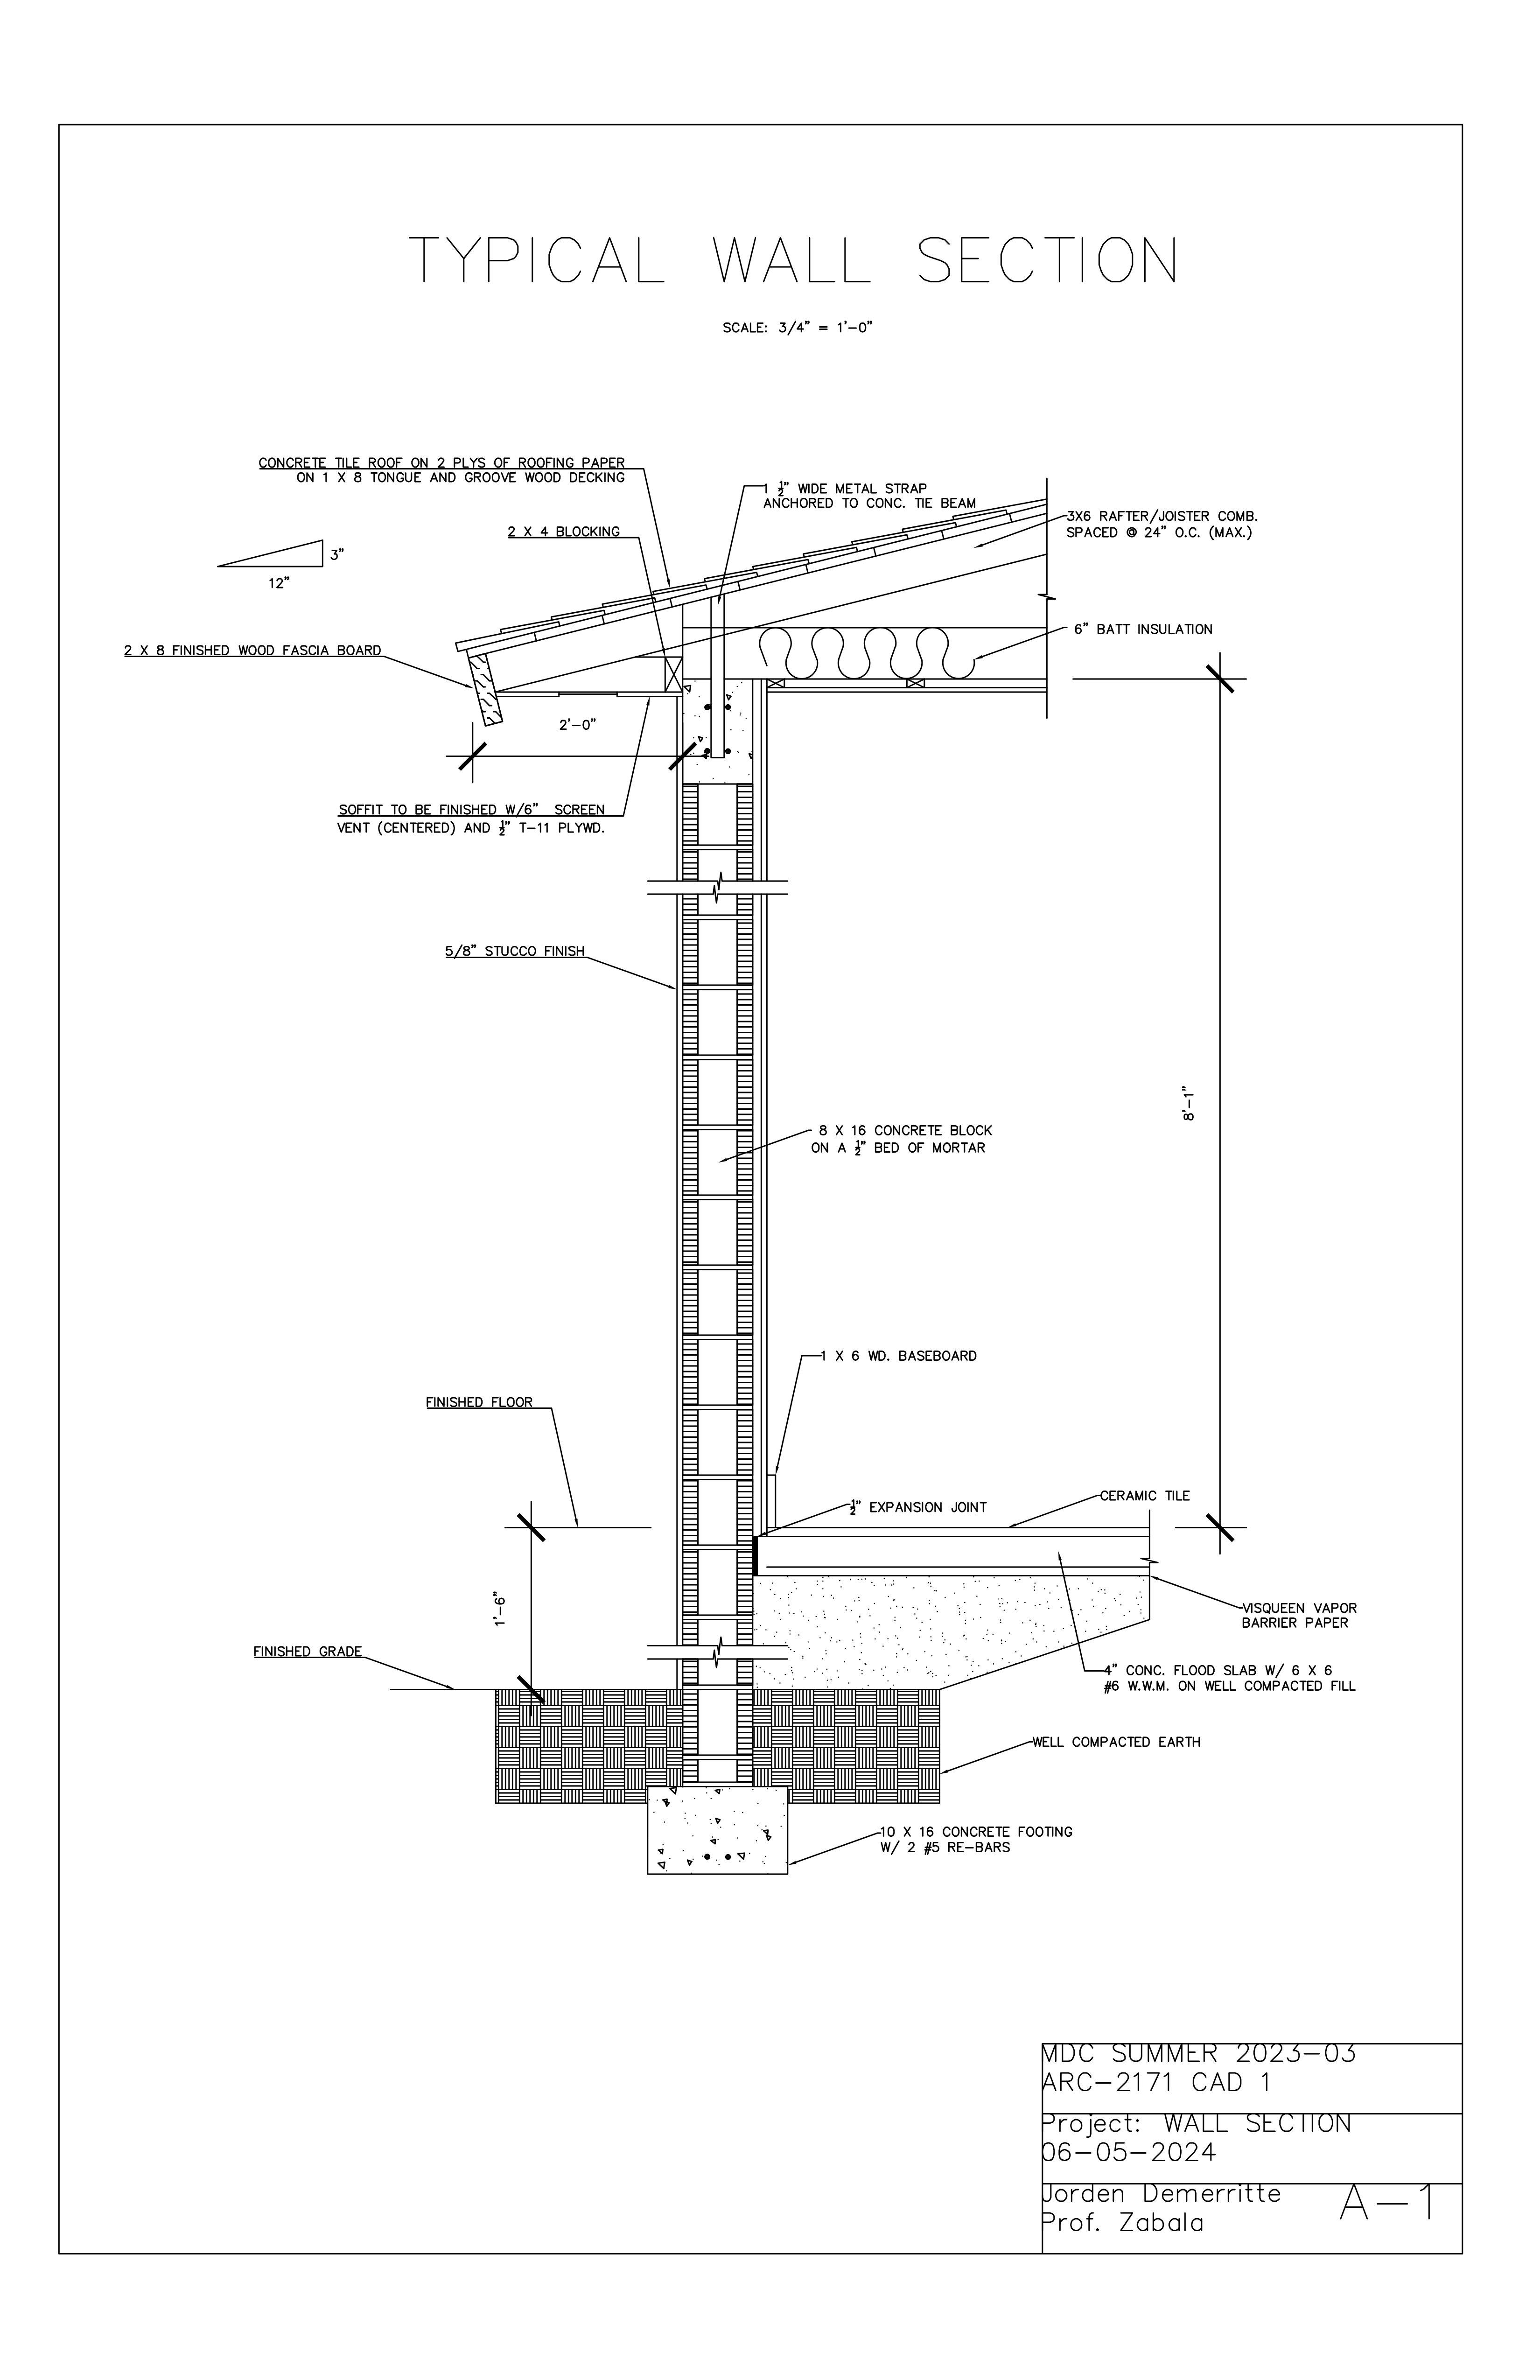 TYPICAL WALL SECTION
SCALE: 3/4" = 1'-0"
CONCRETE TILE ROOF ON 2 PLYS OF ROOFING PAPER
ON 1 X 8 TONGUE AND GROOVE WOOD DECKING
1 1/2" WIDE METAL STRAP
ANCHORED TO CONC. TIE BEAM
3X6 RAFTER/JOISTER COMB.
SPACED @ 24" O.C. (MAX.)
2 X 4 BLOCKING
3"
12"
6" BATT INSULATION
2 X 8 FINISHED WOOD FASCIA BOARD
2'-0"
SOFFIT TO BE FINISHED W/6" SCREEN
VENT (CENTERED) AND 1/2" T-11 PLYWD.
5/8" STUCCO FINISH
8'-1"
8 X 16 CONCRETE BLOCK
ON A 1/2" BED OF MORTAR
1 X 6 WD. BASEBOARD
FINISHED FLOOR
CERAMIC TILE
1/2" EXPANSION JOINT
1'-6"
VISQUEEN VAPOR
BARRIER PAPER
FINISHED GRADE
4" CONC. FLOOD SLAB W/ 6 X 6
#6 W.W.M. ON WELL COMPACTED FILL
WELL COMPACTED EARTH
10 X 16 CONCRETE FOOTING
W/ 2 #5 RE-BARS
MDC SUMMER 2023-03
ARC-2171 CAD 1
Project: WALL SECTION
06-05-2024
Jorden Demerritte
Prof. Zabala
A-1